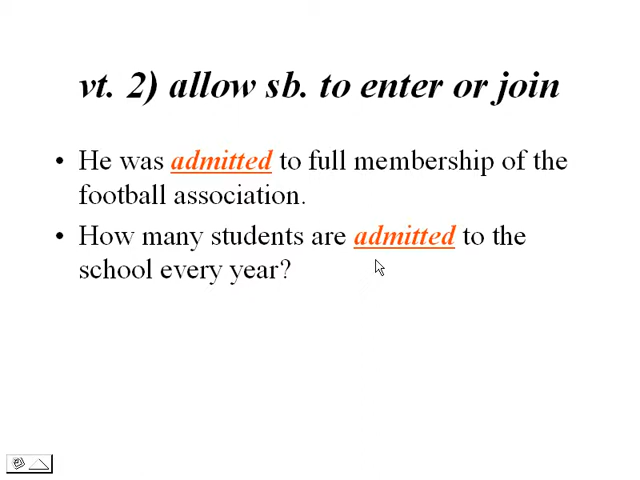 vt. 2) allow sb. to enter or join
• He was admitted to full membership of the
football association.
• How many students are admitted to the
school every year?